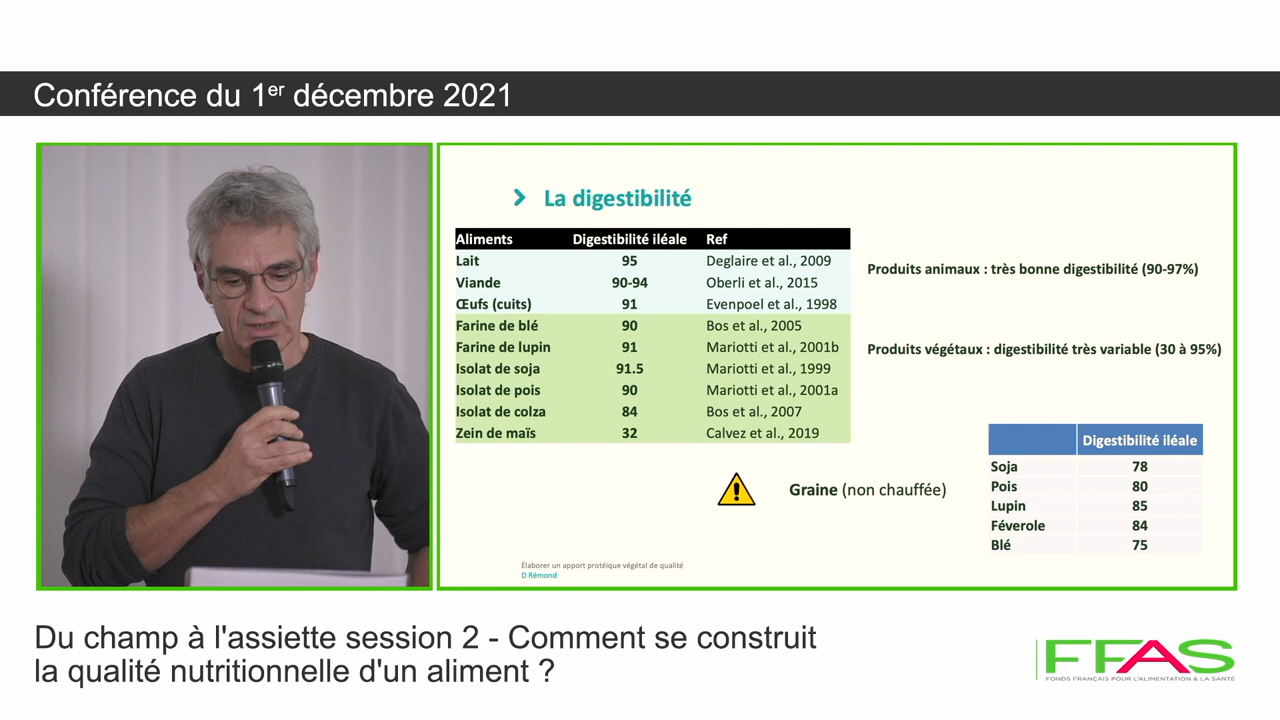 Conférence du 1er décembre 2021
La digestibilité
Aliments Digestibilité iléale Ref
Lait 95 Deglaire et al., 2009
Viande 90-94 Oberli et al., 2015
Œufs (cuits) 91 Evenpoel et al., 1998
Farine de blé 90 Bos et al., 2005
Farine de lupin 91 Mariotti et al., 2001b
Isolat de soja 91.5 Mariotti et al., 1999
Isolat de pois 90 Mariotti et al., 2001a
Isolat de colza 84 Bos et al., 2007
Zein de maïs 32 Calvez et al., 2019
Produits animaux : très bonne digestibilité (90-97%)
Produits végétaux : digestibilité très variable (30 à 95%)
Graine (non chauffée)
Digestibilité iléale
Soja 78
Pois 80
Lupin 85
Féverole 84
Blé 75
Élaborer un apport protéique végétal de qualité
D Rémond
Du champ à l'assiette session 2 - Comment se construit
la qualité nutritionnelle d'un aliment ?
FFAS
FONDS FRANÇAIS POUR L'ALIMENTATION & LA SANTÉ